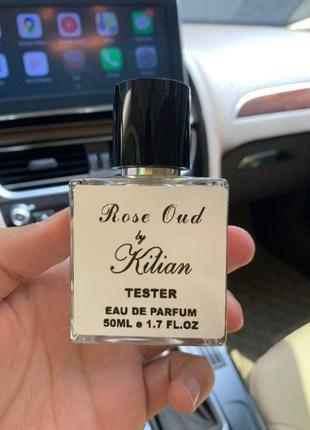 Rose Oud
by
Kilian
TESTER
EAU DE PARFUM
50ML e 1.7 FL.OZ